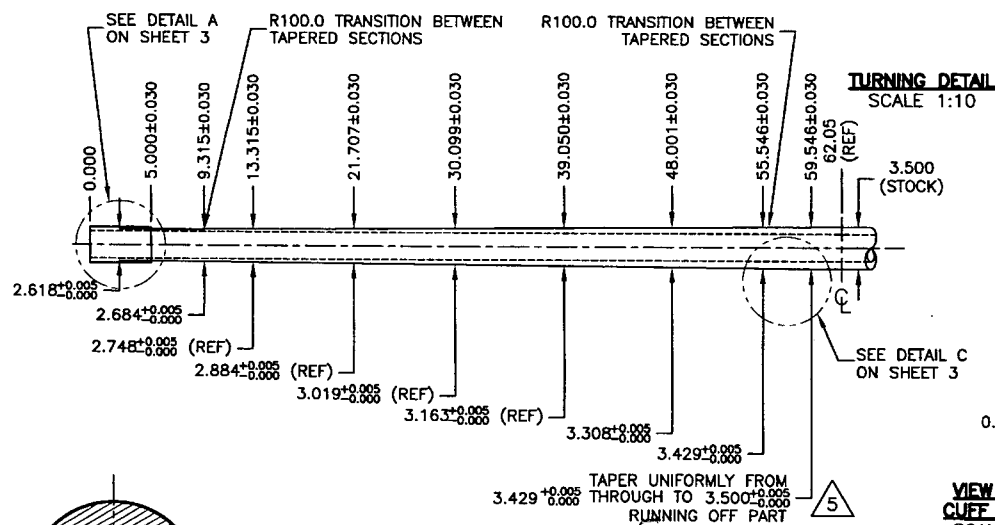 SEE DETAIL A
ON SHEET 3
R100.0 TRANSITION BETWEEN
TAPERED SECTIONS
R100.0 TRANSITION BETWEEN
TAPERED SECTIONS
TURNING DETAIL
SCALE 1:10
0.000
5.000±0.030
9.315±0.030
13.315±0.030
21.707±0.030
30.099±0.030
39.050±0.030
48.001±0.030
55.546±0.030
59.546±0.030
62.05
(REF)
3.500
(STOCK)
2.618+0.005
-0.000
2.684+0.005
-0.000
2.748+0.005
-0.000 (REF)
2.884+0.005
-0.000 (REF)
3.019+0.005
-0.000 (REF)
3.163+0.005
-0.000 (REF)
3.308+0.005
-0.000
3.429+0.005
-0.000
℄
SEE DETAIL C
ON SHEET 3
0.
TAPER UNIFORMLY FROM
3.429 +0.005
0.000 THROUGH TO 3.500+0.005
-0.000
RUNNING OFF PART
5
VIEW
CUFF